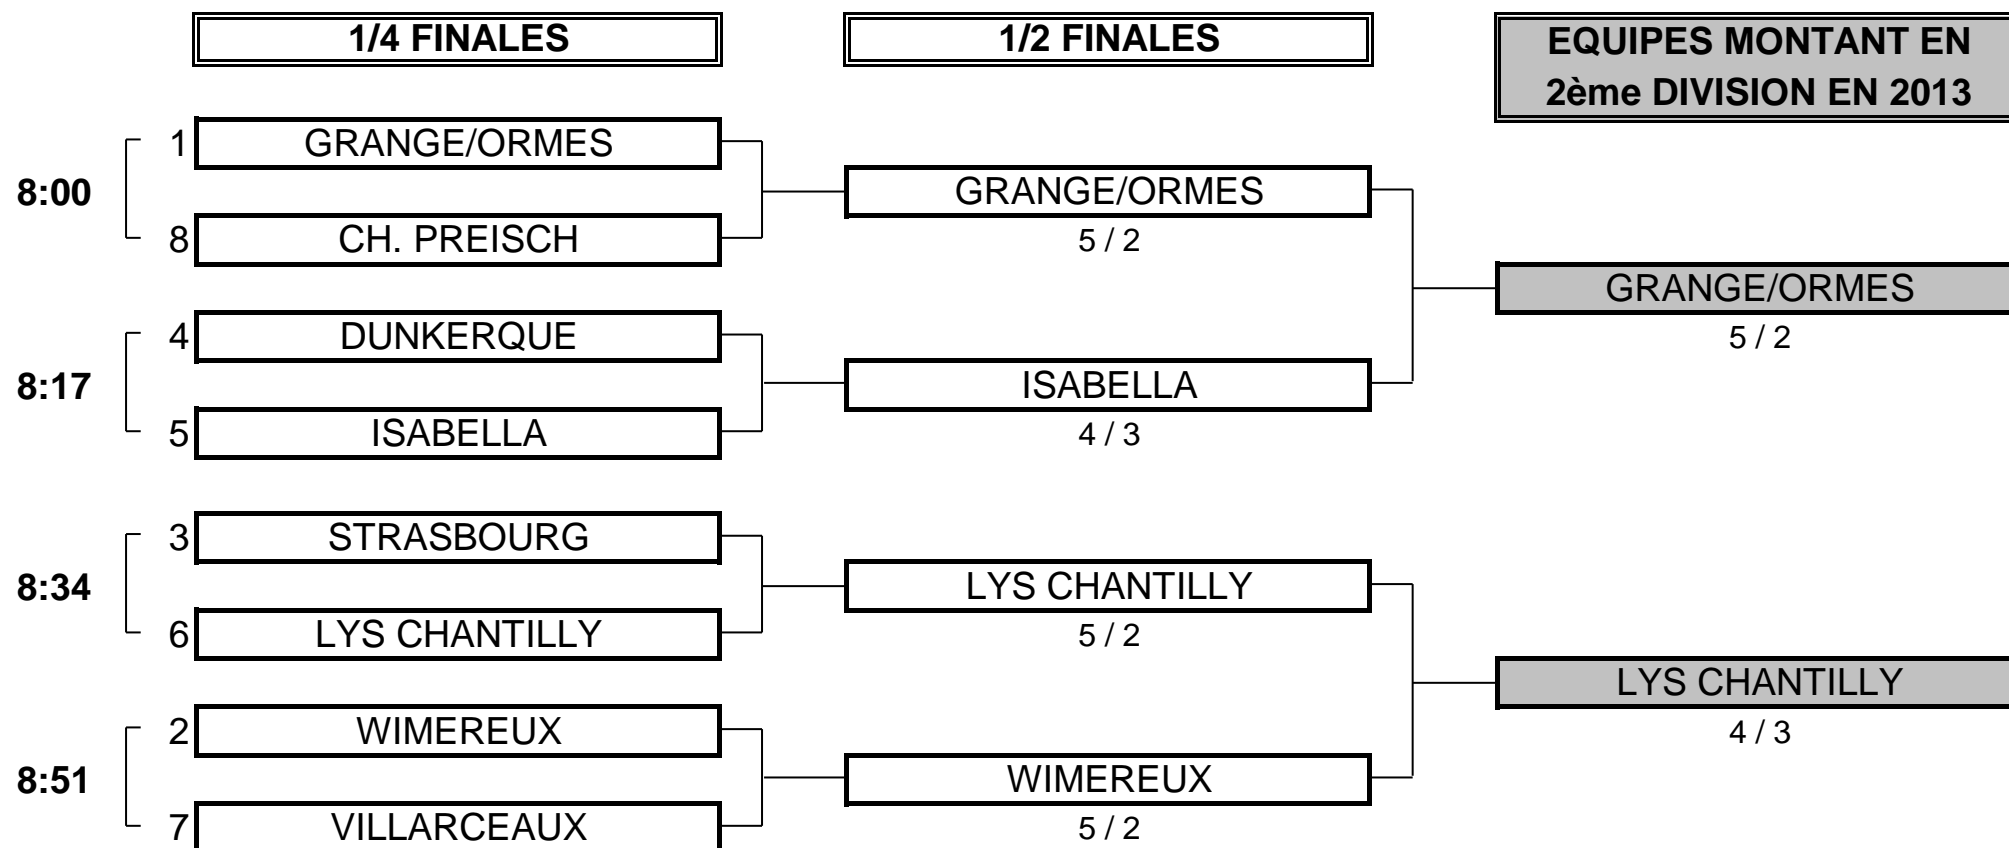 1/4 FINALES
1/2 FINALES
EQUIPES MONTANT EN
2ème DIVISION EN 2013
1 GRANGE/ORMES
8:00
GRANGE/ORMES
8 CH. PREISCH
5 / 2
GRANGE/ORMES
4 DUNKERQUE
5 / 2
8:17
ISABELLA
5 ISABELLA
4 / 3
3 STRASBOURG
8:34
LYS CHANTILLY
6 LYS CHANTILLY
5 / 2
LYS CHANTILLY
2 WIMEREUX
4 / 3
8:51
WIMEREUX
7 VILLARCEAUX
5 / 2